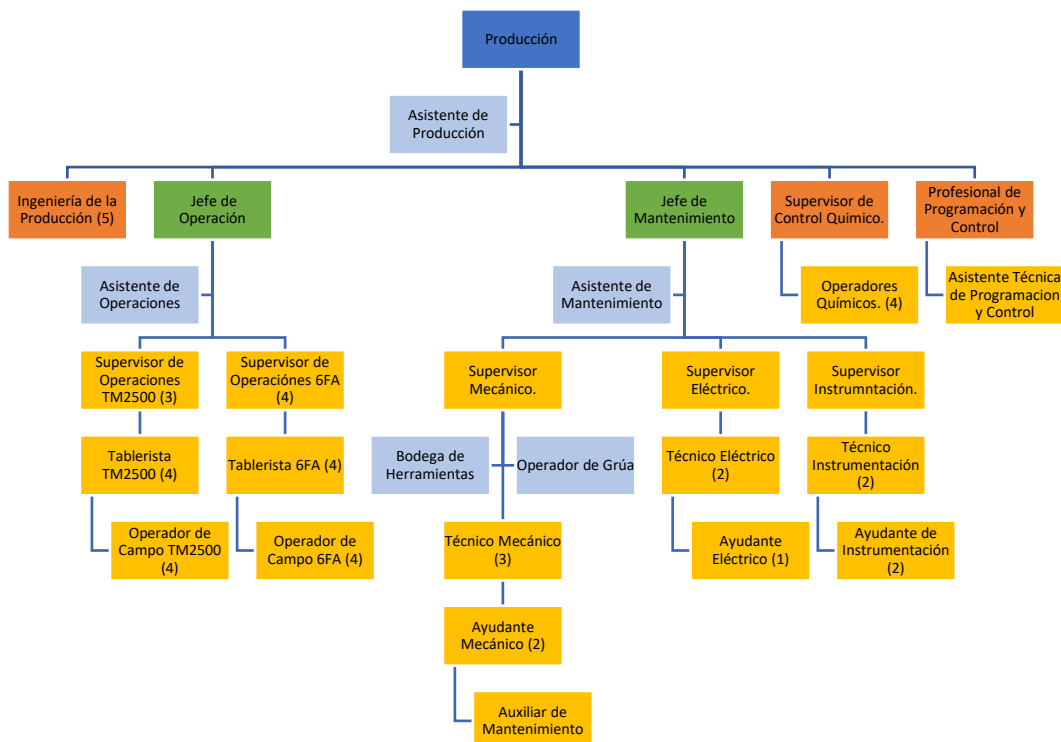 Producción
Asistente de
Producción
Ingeniería de la
Producción (5)
Jefe de
Operación
Jefe de
Mantenimiento
Supervisor de
Control Quimico.
Profesional de
Programación y
Control
Asistente de
Operaciones
Asistente de
Mantenimiento
Operadores
Químicos. (4)
Asistente Técnica
de Programacion
y Control
Supervisor de
Operaciones
TM2500 (3)
Supervisor de
Operaciónes 6FA
(4)
Supervisor
Mecánico.
Supervisor
Eléctrico.
Supervisor
Instrumntación.
Tablerista
TM2500 (4)
Tablerista 6FA (4)
Bodega de
Herramientas
Operador de Grúa
Técnico Eléctrico
(2)
Técnico
Instrumentación
(2)
Operador de
Campo TM2500
(4)
Operador de
Campo 6FA (4)
Técnico Mecánico
(3)
Ayudante
Eléctrico (1)
Ayudante de
Instrumentación
(2)
Ayudante
Mecánico (2)
Auxiliar de
Mantenimiento